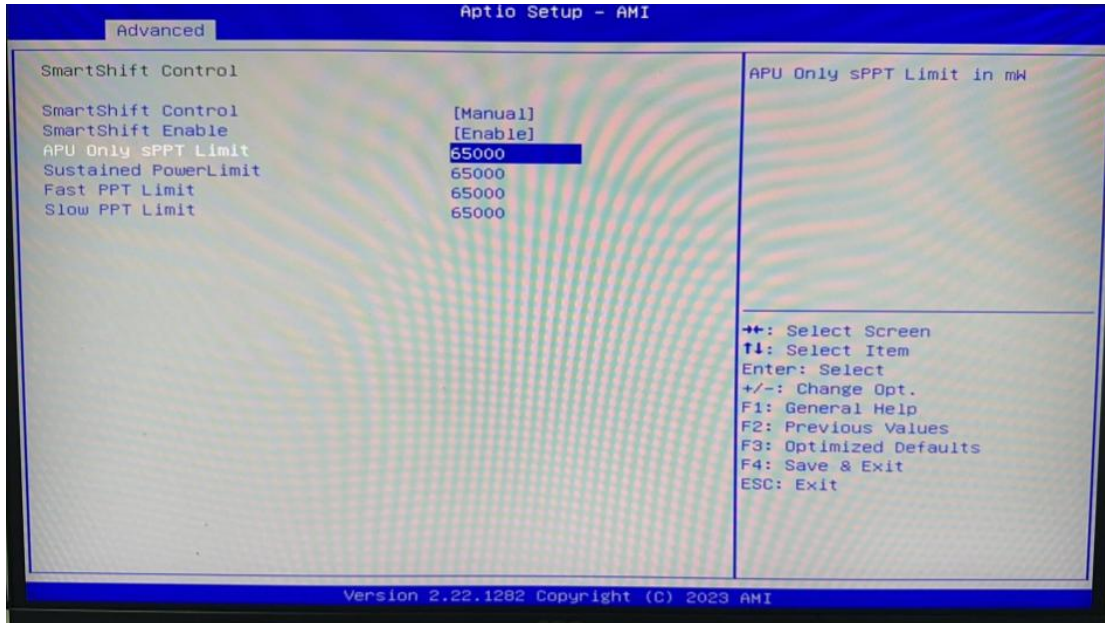 Aptio Setup - AMI
Advanced
SmartShift Control
SmartShift Control [Manual]
SmartShift Enable [Enable]
APU Only sPPT Limit 65000
Sustained PowerLimit 65000
Fast PPT Limit 65000
Slow PPT Limit 65000
APU Only sPPT Limit in mW
→←: Select Screen
↑↓: Select Item
Enter: Select
+/-: Change Opt.
F1: General Help
F2: Previous Values
F3: Optimized Defaults
F4: Save & Exit
ESC: Exit
Version 2.22.1282 Copyright (C) 2023 AMI